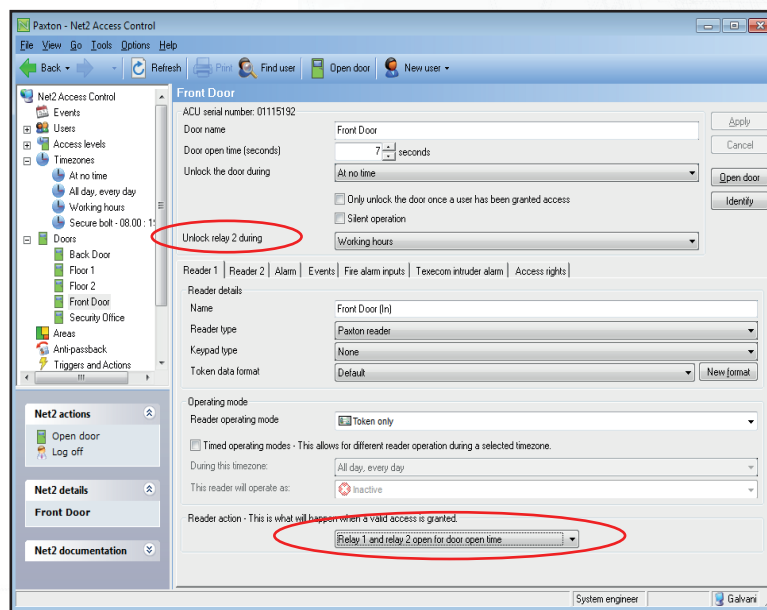 Paxton - Net2 Access Control
File View Go Tools Options Help
Back Refresh Print Find user Open door New user
Net2 Access Control
Events
Users
Access levels
Timezones
At no time
All day, every day
Working hours
Secure bolt - 08.00 : 1
Doors
Back Door
Floor 1
Floor 2
Front Door
Security Office
Areas
Anti-passback
Triggers and Actions
Net2 actions
Open door
Log off
Net2 details
Front Door
Net2 documentation
Front Door
ACU serial number: 01115192
Door name Front Door
Door open time (seconds) 7 seconds
Unlock the door during At no time
Only unlock the door once a user has been granted access
Silent operation
Unlock relay 2 during Working hours
Apply
Cancel
Open door
Identify
Reader 1 Reader 2 Alarm Events Fire alarm inputs Texecom intruder alarm Access rights
Reader details
Name Front Door (In)
Reader type Paxton reader
Keypad type None
Token data format Default New format
Operating mode
Reader operating mode Token only
Timed operating modes - This allows for different reader operation during a selected timezone.
During this timezone: All day, every day
This reader will operate as: Inactive
Reader action - This is what will happen when a valid access is granted.
Relay 1 and relay 2 open for door open time
System engineer Galvani